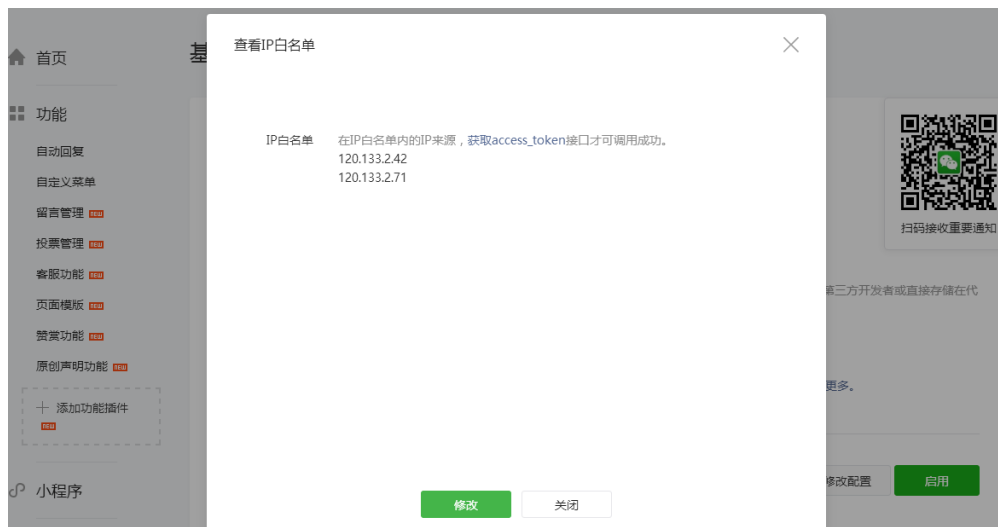 首页
功能
自动回复
自定义菜单
留言管理
投票管理
客服功能
页面模版
赞赏功能
原创声明功能
添加功能插件
小程序
基
查看IP白名单
IP白名单
在IP白名单内的IP来源，获取access_token接口才可调用成功。
120.133.2.42
120.133.2.71
修改
关闭
扫码接收重要通知
第三方开发者或直接存储在代
更多。
修改配置
启用